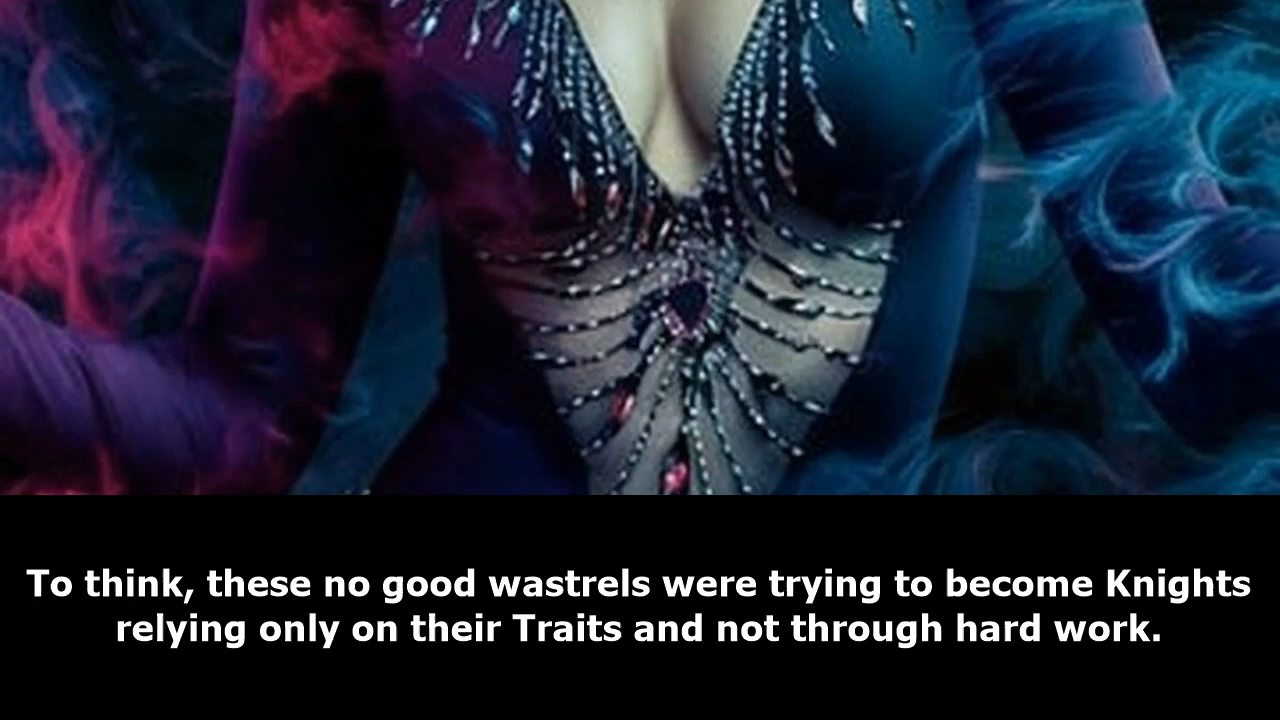 To think, these no good wastrels were trying to become Knights
relying only on their Traits and not through hard work.